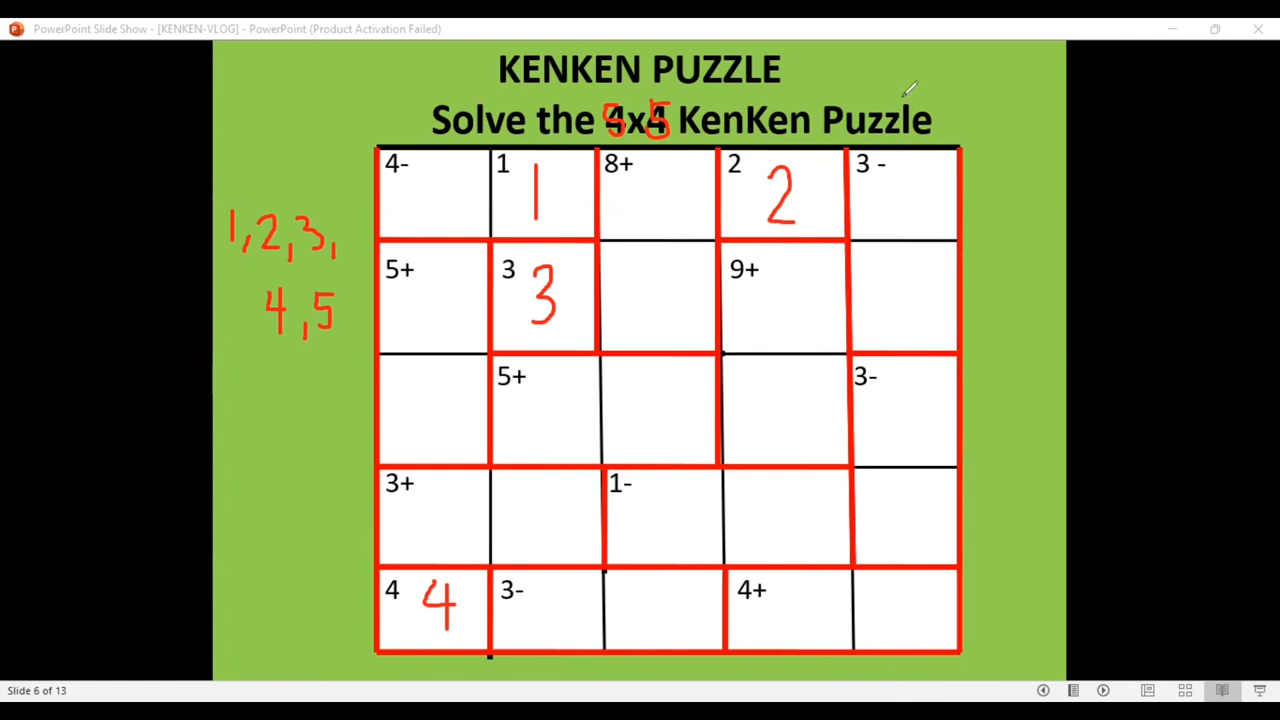 PowerPoint Slide Show - [KENKEN-VLOG] - PowerPoint (Product Activation Failed)
KENKEN PUZZLE
Solve the 4x4 KenKen Puzzle
5 5
4- 1 1 8+ 2 2 3 -
1,2,3,
5+ 3 3 9+
4,5
5+ 3-
3+ 1-
4 4 3- 4+
Slide 6 of 13